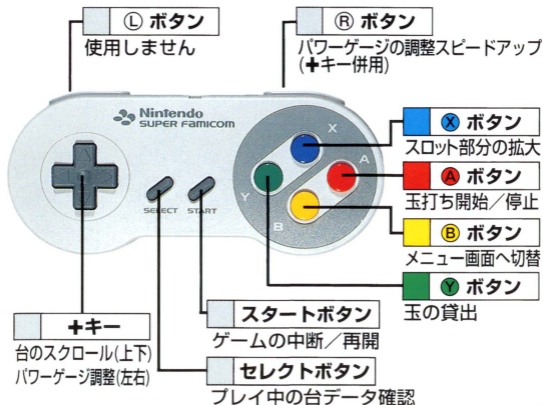 Ⓛ ボタン
使用しません
Ⓡ ボタン
パワーゲージの調整スピードアップ
(✚キー併用)
Nintendo
SUPER FAMICOM
X
A
Y
B
SELECT
START
Ⓧ ボタン
スロット部分の拡大
Ⓐ ボタン
玉打ち開始／停止
Ⓑ ボタン
メニュー画面へ切替
Ⓨ ボタン
玉の貸出
✚キー
台のスクロール(上下)
パワーゲージ調整(左右)
スタートボタン
ゲームの中断／再開
セレクトボタン
プレイ中の台データ確認